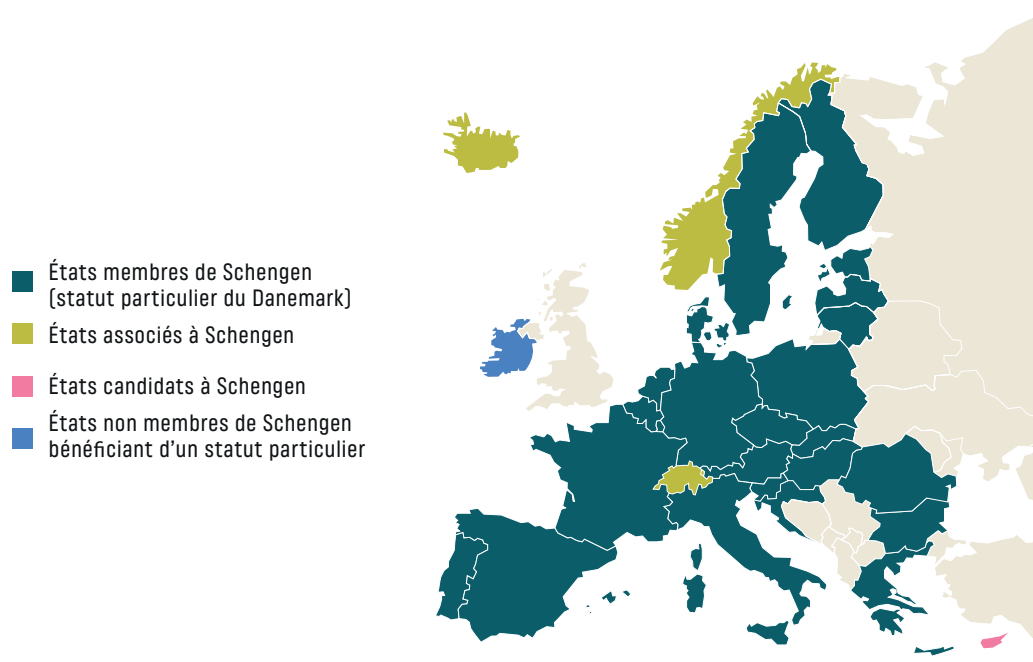 États membres de Schengen
(statut particulier du Danemark)
États associés à Schengen
États candidats à Schengen
États non membres de Schengen
bénéficiant d'un statut particulier